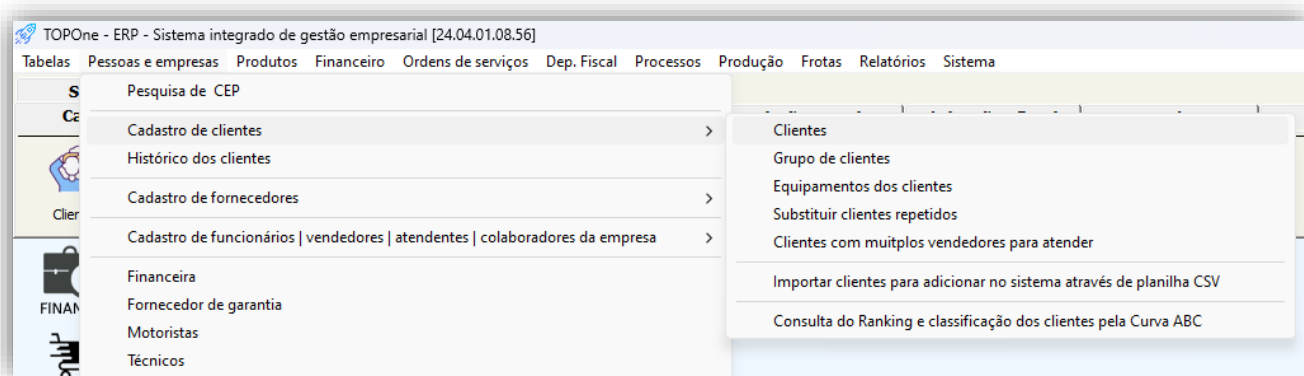 TOPOne - ERP - Sistema integrado de gestão empresarial [24.04.01.08.56]
Tabelas Pessoas e empresas Produtos Financeiro Ordens de serviços Dep. Fiscal Processos Produção Frotas Relatórios Sistema
Pesquisa de CEP
Cadastro de clientes
Histórico dos clientes
Cadastro de fornecedores
Cadastro de funcionários | vendedores | atendentes | colaboradores da empresa
Financeira
Fornecedor de garantia
Motoristas
Técnicos
Clientes
Grupo de clientes
Equipamentos dos clientes
Substituir clientes repetidos
Clientes com muitplos vendedores para atender
Importar clientes para adicionar no sistema através de planilha CSV
Consulta do Ranking e classificação dos clientes pela Curva ABC